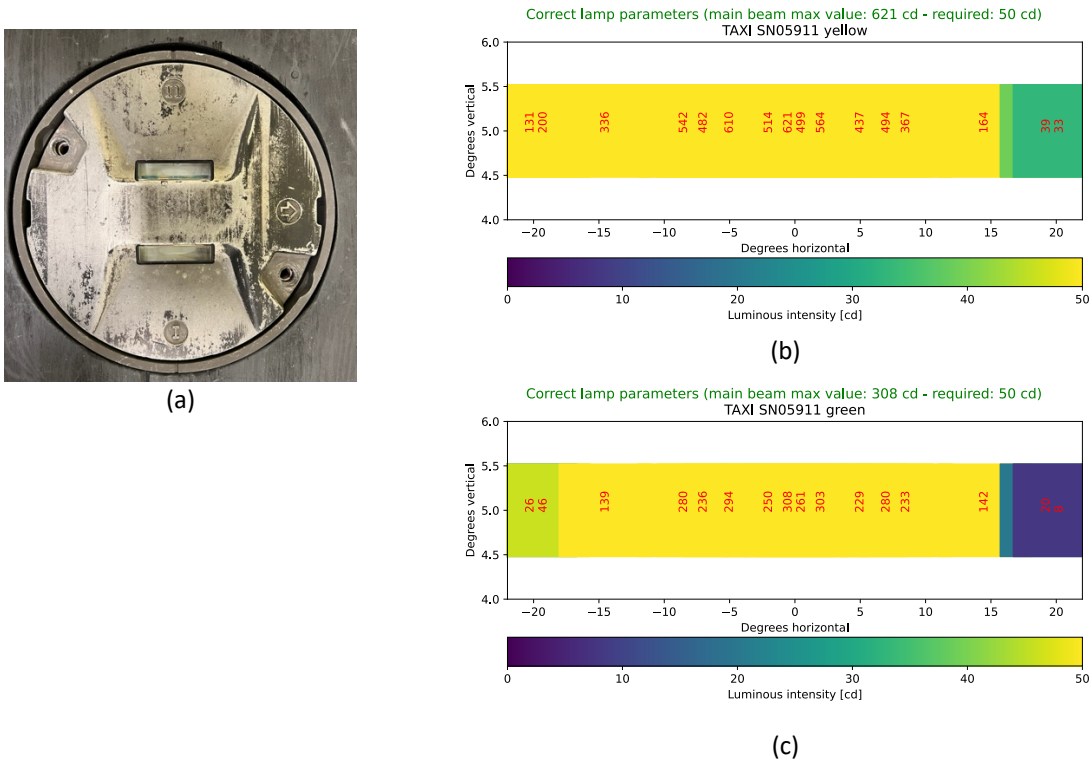 II
I
(a)
Correct lamp parameters (main beam max value: 621 cd - required: 50 cd)
TAXI SN05911 yellow
6.0
5.5
5.0
4.5
4.0
Degrees vertical
131 200 336 542 482 610 514 621 499 564 437 494 367 164 39 33
−20 −15 −10 −5 0 5 10 15 20
Degrees horizontal
0 10 20 30 40 50
Luminous intensity [cd]
(b)
Correct lamp parameters (main beam max value: 308 cd - required: 50 cd)
TAXI SN05911 green
6.0
5.5
5.0
4.5
4.0
Degrees vertical
26 46 139 280 236 294 250 308 261 303 229 280 233 142
−20 −15 −10 −5 0 5 10 15 20
Degrees horizontal
0 10 20 30 40 50
Luminous intensity [cd]
(c)